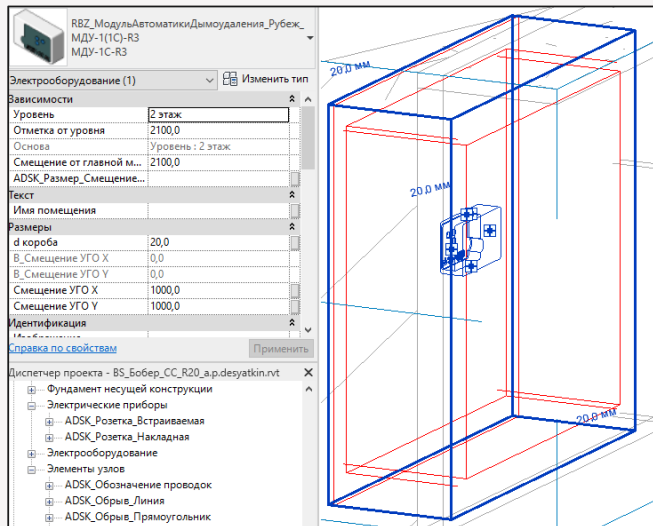 RBZ_МодульАвтоматикиДымоудаления_Рубеж_
МДУ-1(1С)-R3
МДУ-1С-R3
Электрооборудование (1)
Изменить тип
Зависимости
Уровень 2 этаж
Отметка от уровня 2100,0
Основа Уровень : 2 этаж
Смещение от главной м... 2100,0
ADSK_Размер_Смещение...
Текст
Имя помещения
Размеры
d короба 20,0
В_Смещение УГО X 0,0
В_Смещение УГО Y 0,0
Смещение УГО X 1000,0
Смещение УГО Y 1000,0
Идентификация
Справка по свойствам
Применить
Диспетчер проекта - BS_Бобер_СС_R20_a.p.desyatkin.rvt
Фундамент несущей конструкции
Электрические приборы
ADSK_Розетка_Встраиваемая
ADSK_Розетка_Накладная
Электрооборудование
Элементы узлов
ADSK_Обозначение проводок
ADSK_Обрыв_Линия
ADSK_Обрыв_Прямоугольник
20,0 мм
20,0 мм
20,0 мм